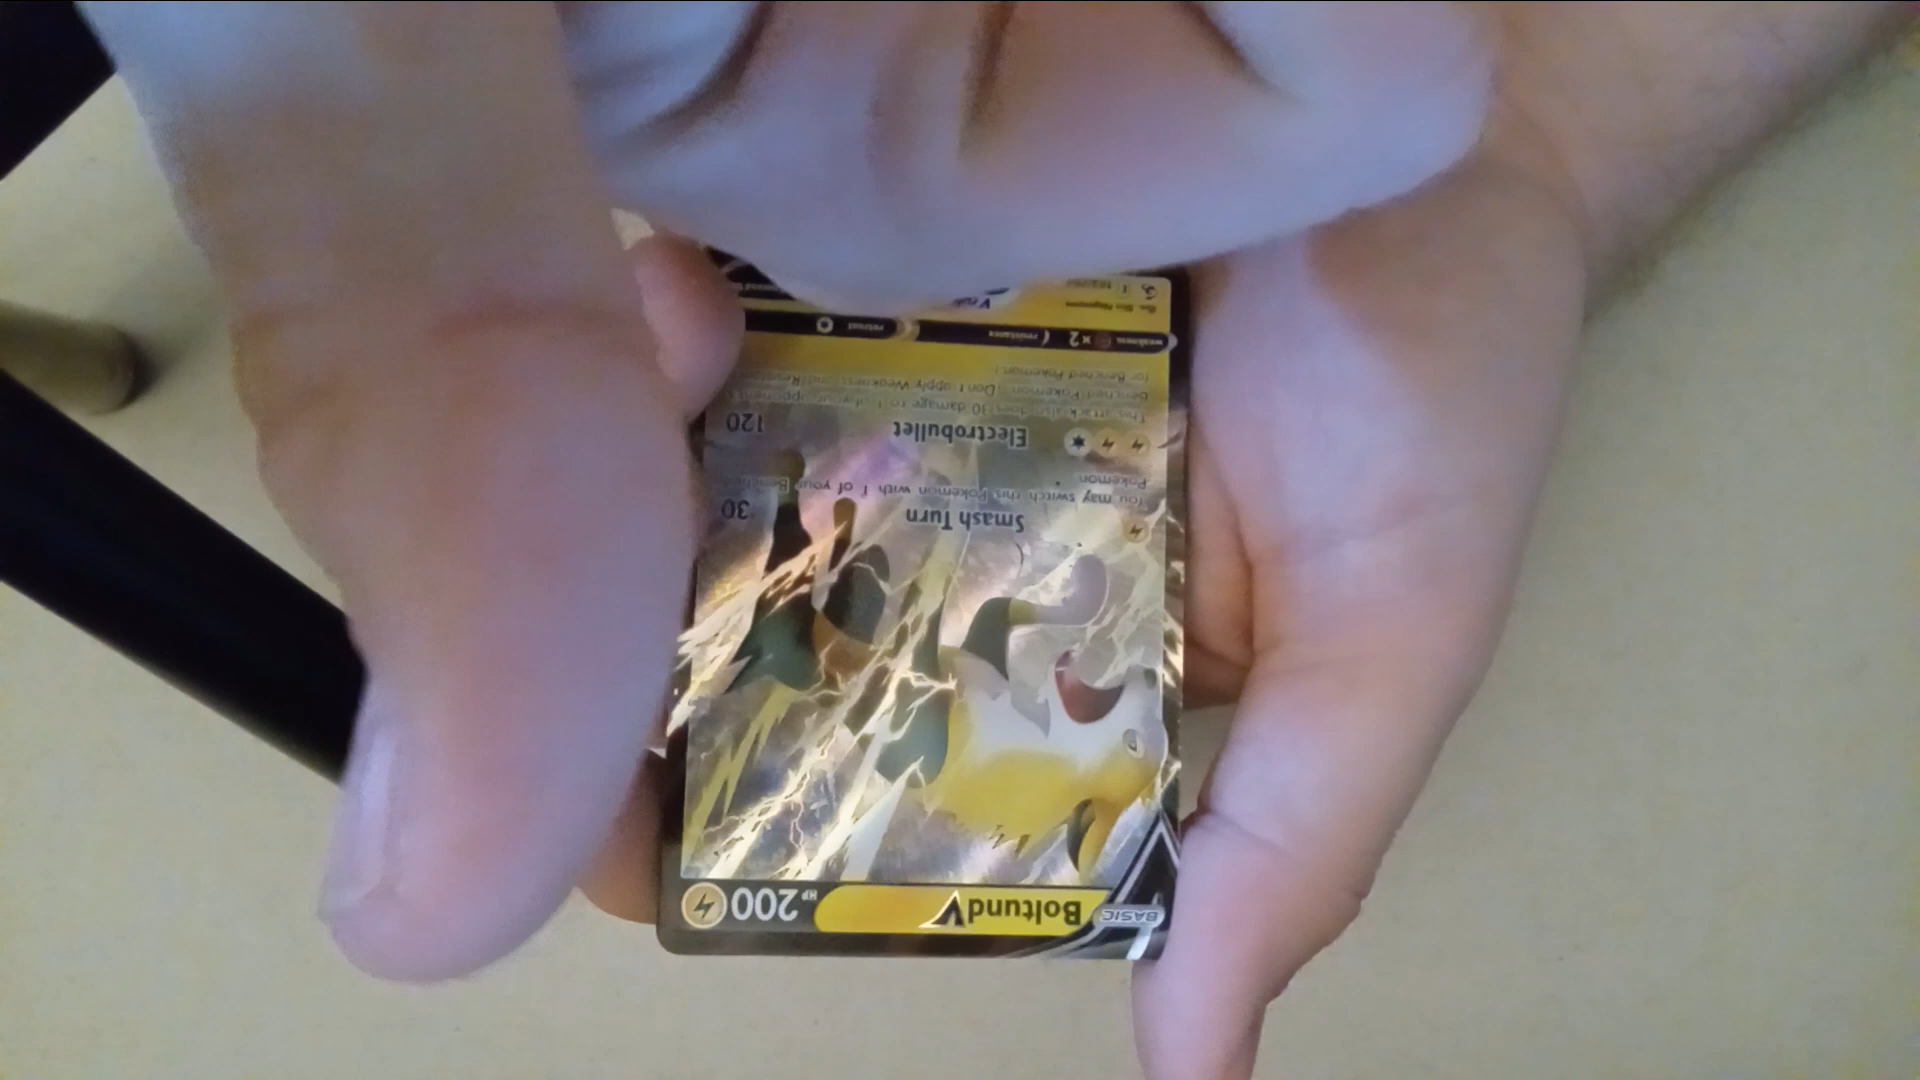 BASIC
Boltund V
HP 200
Smash Turn 30
You may switch this Pokémon with 1 of your Benched
Pokémon.
Electrobullet 120
This attack also does 30 damage to 1 of your opponent's
Benched Pokémon. (Don't apply Weakness and
for Benched Pokémon.)
weakness ×2 resistance retreat